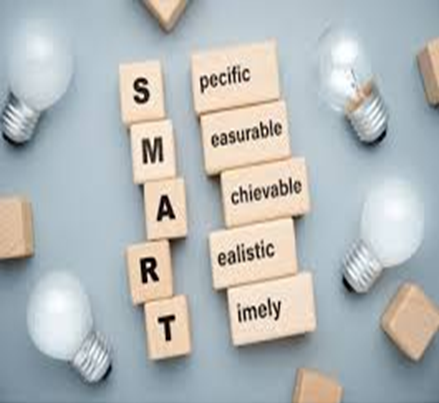 S pecific
M easurable
A chievable
R ealistic
T imely